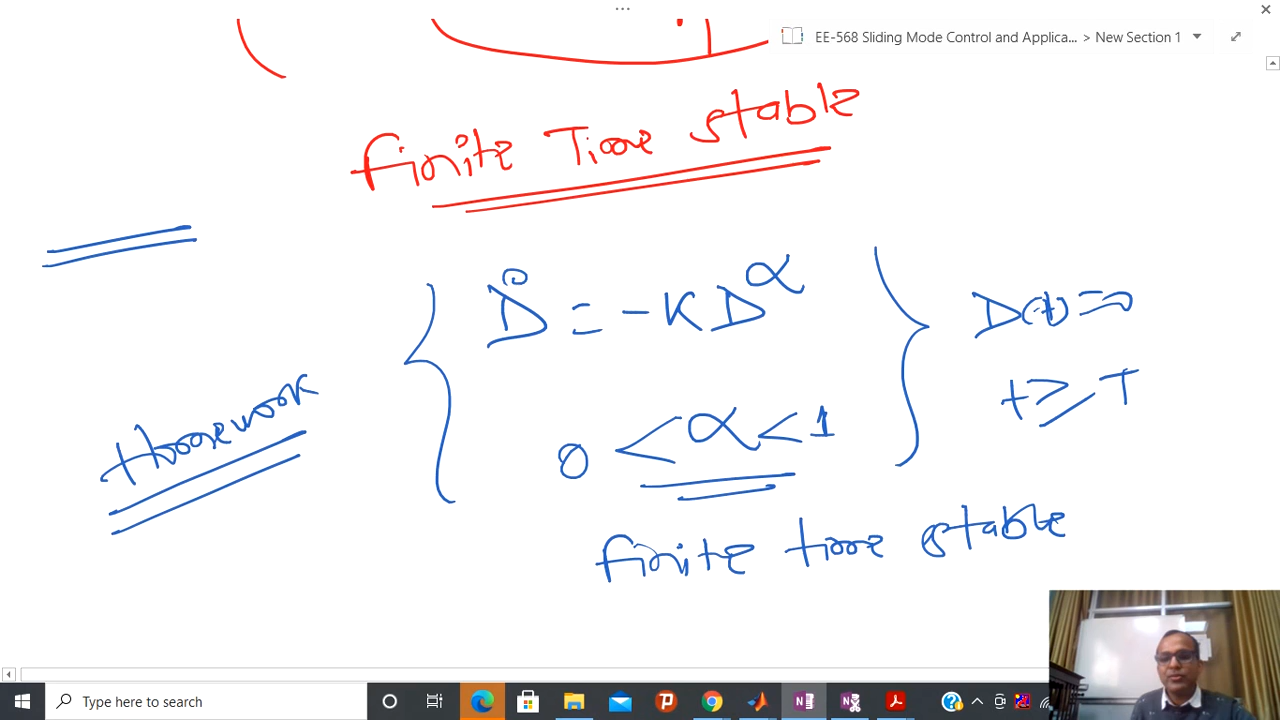 EE-568 Sliding Mode Control and Applica... > New Section 1
finite Time stable
Ḋ = -K D^α
D(t)=0
0 < α < 1
t ≥ T
Homework
finite time stable
Type here to search